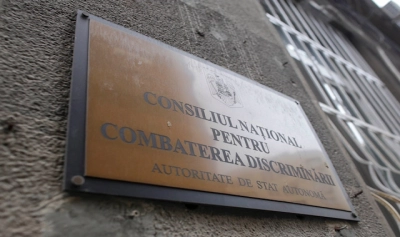 CONSILIUL NAȚIONAL
PENTRU
COMBATEREA DISCRIMINĂRII
AUTORITATE DE STAT AUTONOMĂ